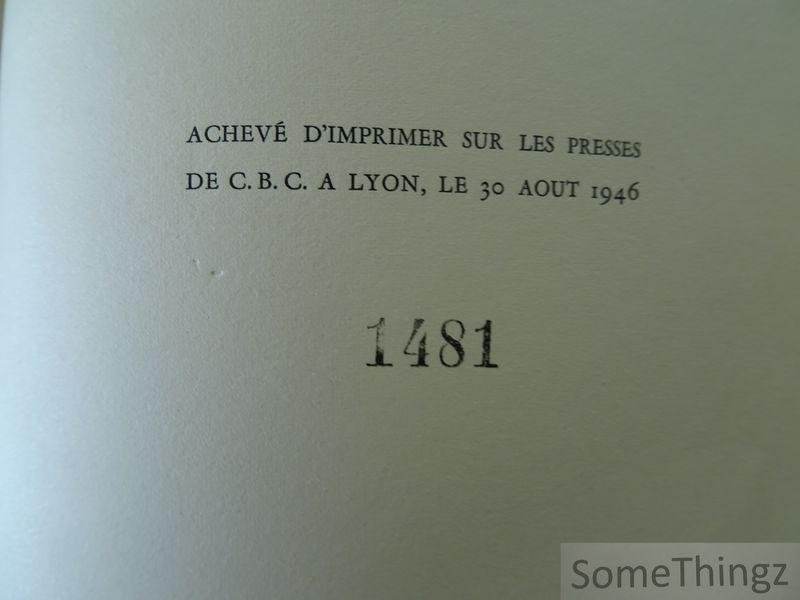 ACHEVÉ D'IMPRIMER SUR LES PRESSES
DE C. B. C. A LYON, LE 30 AOUT 1946
1481
SomeThingz